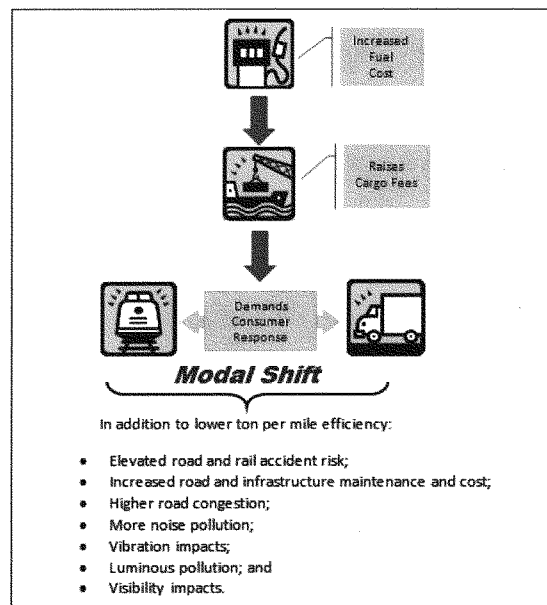 Increased
Fuel
Cost
Raises
Cargo Fees
Demands
Consumer
Response
Modal Shift
In addition to lower ton per mile efficiency:
• Elevated road and rail accident risk;
• Increased road and infrastructure maintenance and cost;
• Higher road congestion;
• More noise pollution;
• Vibration impacts;
• Luminous pollution; and
• Visibility impacts.